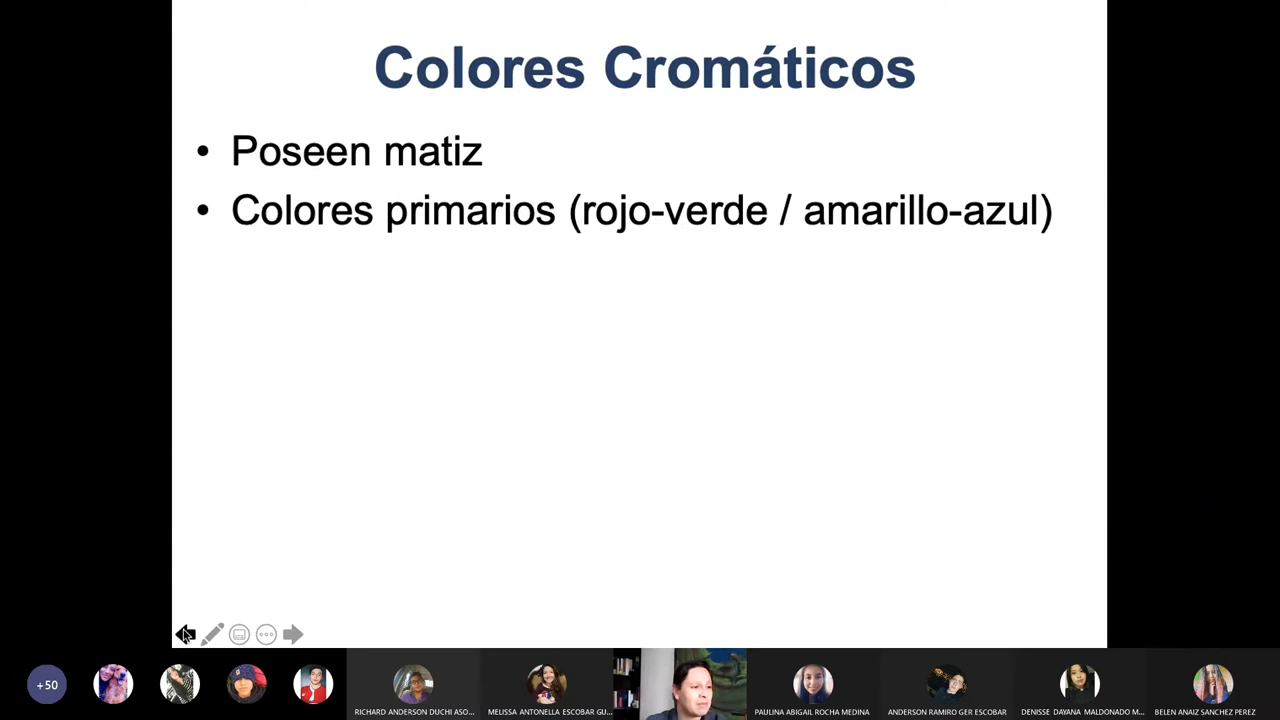 Colores Cromáticos
• Poseen matiz
• Colores primarios (rojo-verde / amarillo-azul)
+50
RICHARD ANDERSON DUCHI ASO...
MELISSA ANTONELLA ESCOBAR GU...
PAULINA ABIGAIL ROCHA MEDINA
ANDERSON RAMIRO GER ESCOBAR
DENISSE DAYANA MALDONADO M...
BELEN ANAIZ SANCHEZ PEREZ